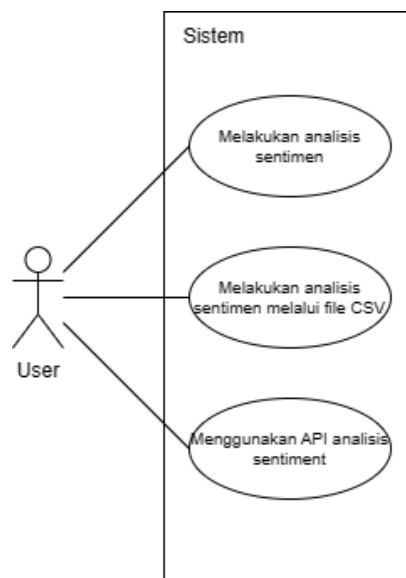 Sistem
Melakukan analisis
sentimen
Melakukan analisis
sentimen melalui file CSV
User
Menggunakan API analisis
sentiment